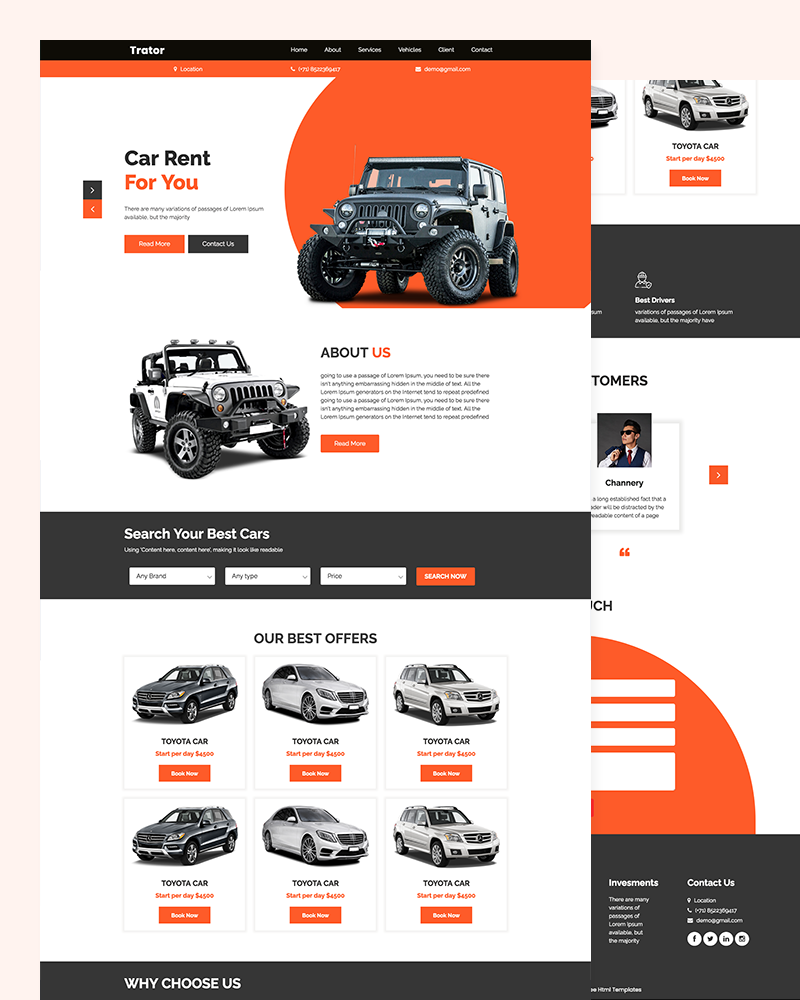 Trator
Home About Services Vehicles Client Contact
Location (+71) 8522369417 demo@gmail.com
Car Rent
For You
There are many variations of passages of Lorem Ipsum
available, but the majority
Read More Contact Us
ABOUT US
going to use a passage of Lorem Ipsum, you need to be sure there
isn't anything embarrassing hidden in the middle of text. All the
Lorem Ipsum generators on the Internet tend to repeat predefined
going to use a passage of Lorem Ipsum, you need to be sure there
isn't anything embarrassing hidden in the middle of text. All the
Lorem Ipsum generators on the Internet tend to repeat predefined
Read More
Search Your Best Cars
Using 'Content here, content here', making it look like readable
Any Brand Any type Price SEARCH NOW
OUR BEST OFFERS
TOYOTA CAR TOYOTA CAR TOYOTA CAR
Start per day $4500 Start per day $4500 Start per day $4500
Book Now Book Now Book Now
TOYOTA CAR TOYOTA CAR TOYOTA CAR
Start per day $4500 Start per day $4500 Start per day $4500
Book Now Book Now Book Now
WHY CHOOSE US
TOYOTA CAR
Start per day $4500
Book Now
Best Drivers
variations of passages of Lorem Ipsum
available, but the majority have
TOMERS
Channery
a long established fact that a
der will be distracted by the
readable content of a page
UCH
Invesments
There are many
variations of
passages of
Lorem Ipsum
available, but
the majority
Contact Us
Location
(+71) 8522369417
demo@gmail.com
Html Templates